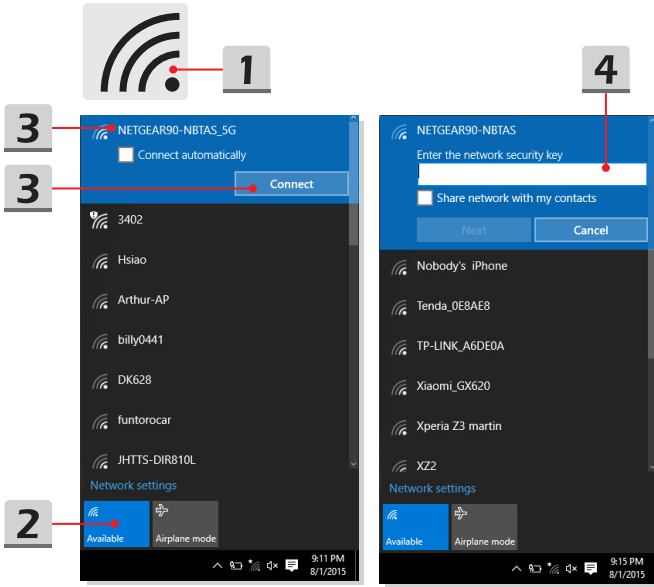 1
3
NETGEAR90-NBTAS_5G
Connect automatically
3
Connect
3402
Hsiao
Arthur-AP
billy0441
DK628
funtorocar
JHTTS-DIR810L
Network settings
2
Available
Airplane mode
9:11 PM
8/1/2015
4
NETGEAR90-NBTAS
Enter the network security key
Share network with my contacts
Next
Cancel
Nobody's iPhone
Tenda_0E8AE8
TP-LINK_A6DE0A
Xiaomi_GX620
Xperia Z3 martin
XZ2
Network settings
Available
Airplane mode
9:15 PM
8/1/2015